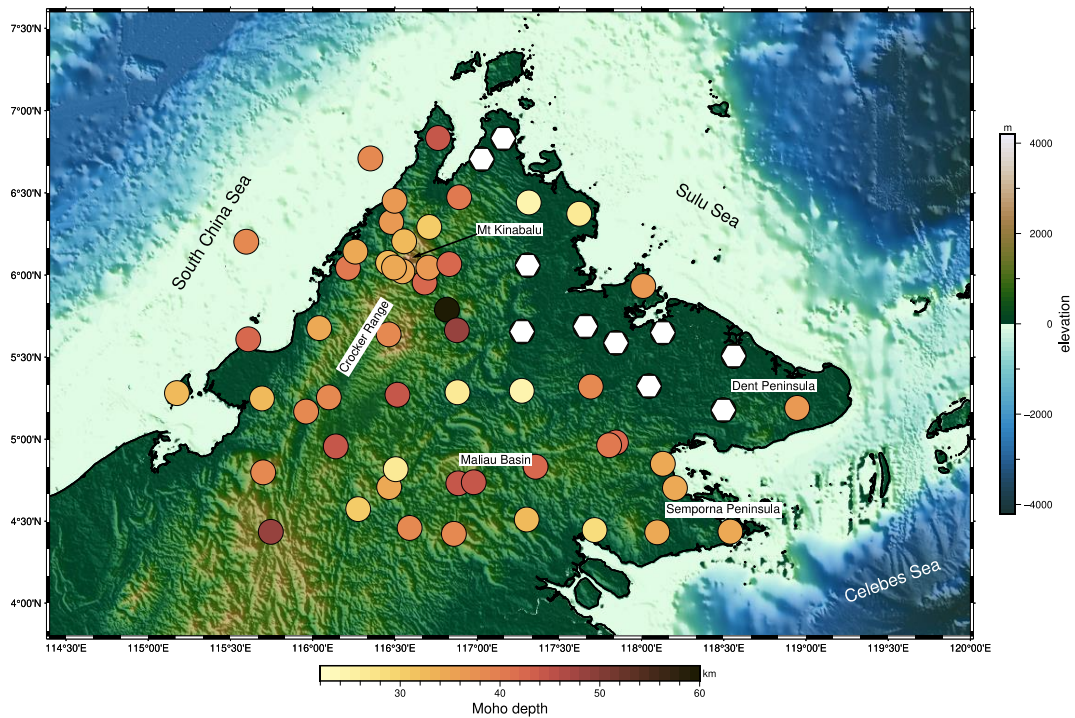 7°30'N
7°00'N
6°30'N
6°00'N
5°30'N
5°00'N
4°30'N
4°00'N
114°30'E
115°00'E
115°30'E
116°00'E
116°30'E
117°00'E
117°30'E
118°00'E
118°30'E
119°00'E
119°30'E
120°00'E
South China Sea
Sulu Sea
Mt Kinabalu
Crocker Range
Dent Peninsula
Maliau Basin
Semporna Peninsula
Celebes Sea
m
4000
2000
0
−2000
−4000
elevation
30
40
50
60
km
Moho depth